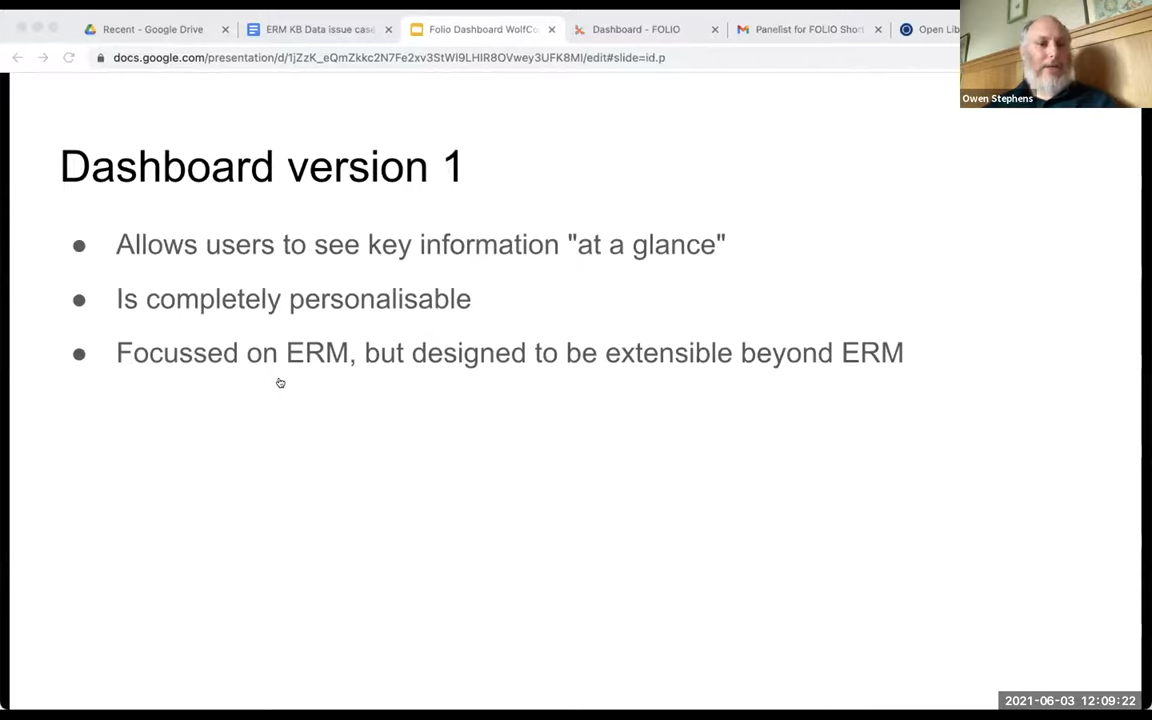 Recent - Google Drive
ERM KB Data issue case
Folio Dashboard WolfCo
Dashboard - FOLIO
Panelist for FOLIO Short
Open Lib
docs.google.com/presentation/d/1jZzK_eQmZkkc2N7Fe2xv3StWI9LHIR8OVwey3UFK8MI/edit#slide=id.p
Owen Stephens
Dashboard version 1
● Allows users to see key information "at a glance"
● Is completely personalisable
● Focussed on ERM, but designed to be extensible beyond ERM
2021-06-03 12:09:22